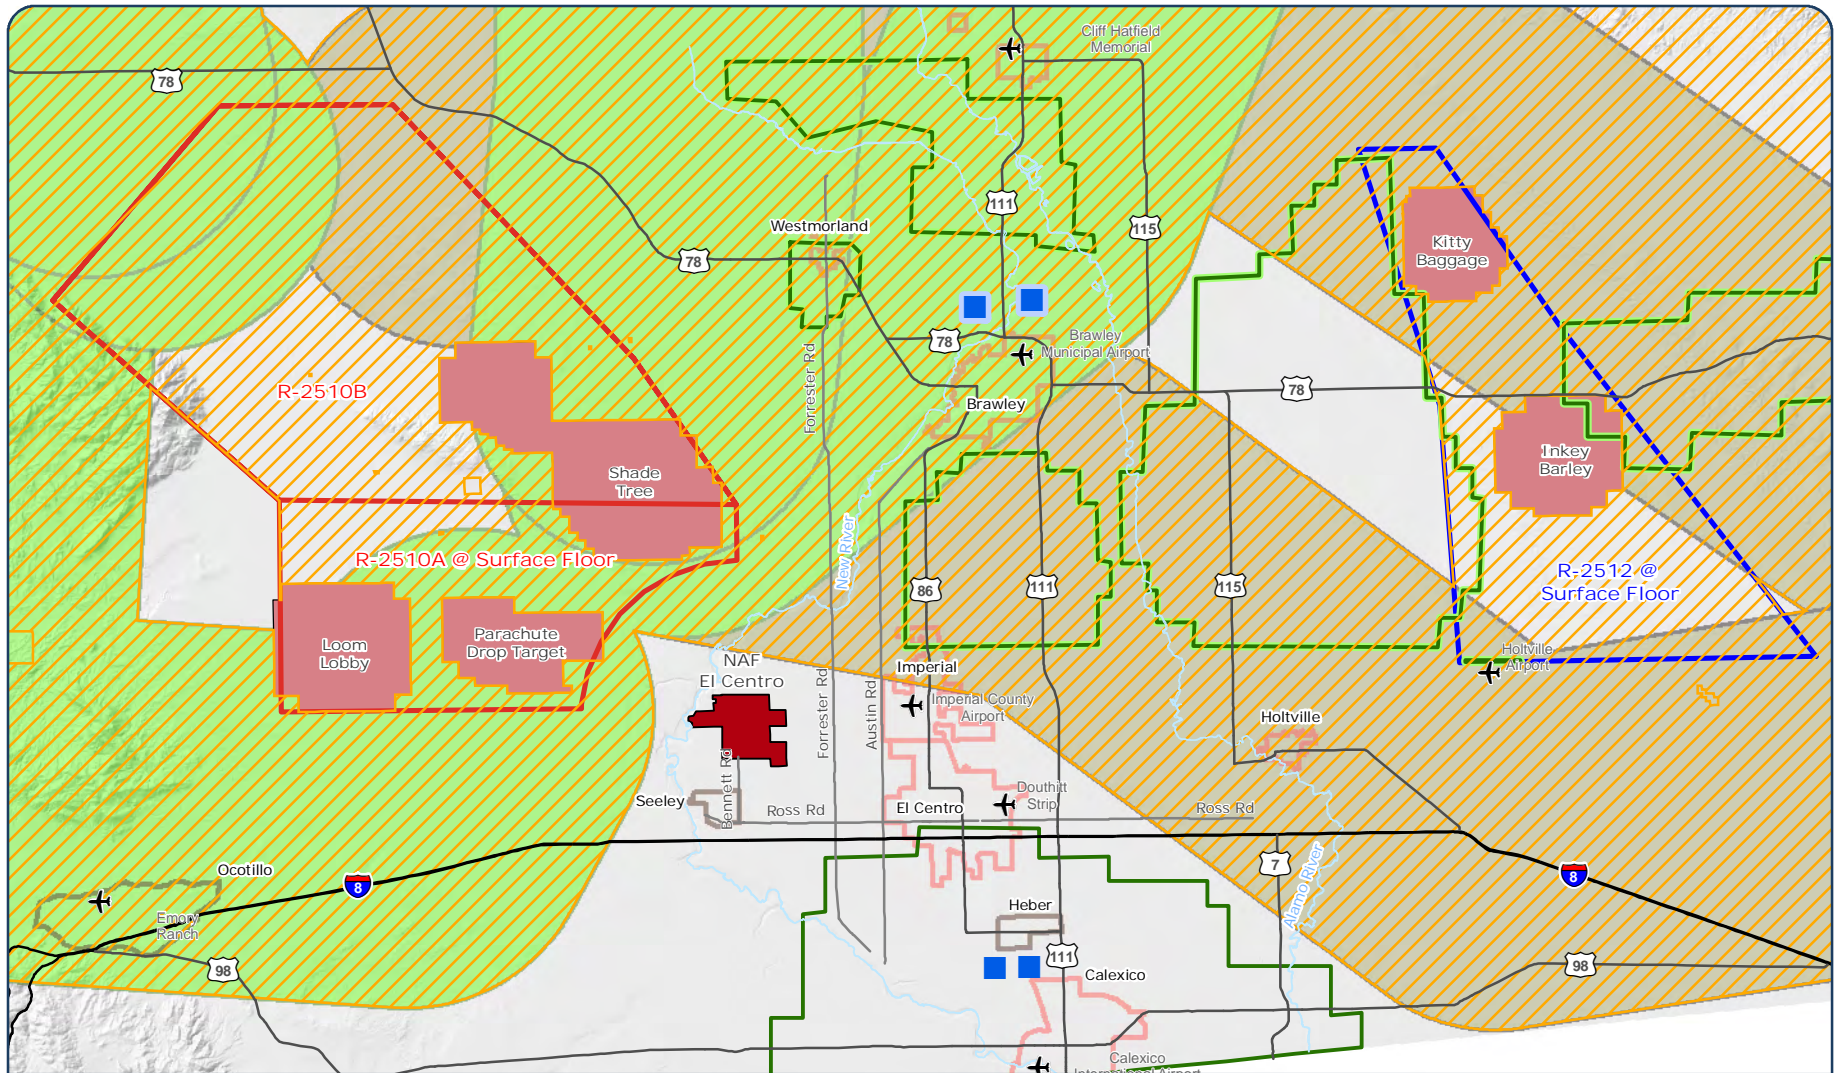 Cliff Hatfield
Memorial
78
111
115
Westmorland
78
Kitty
Baggage
Brawley
Municipal Airport
78
Forrester Rd
R-2510B
78
Brawley
Shade
Tree
Inkey
Barley
New River
R-2510A @ Surface Floor
86
111
115
R-2512 @
Surface Floor
Loom
Lobby
Parachute
Drop Target
NAF
El Centro
Imperial
Holtville
Airport
Forrester Rd
Austin Rd
Imperial County
Airport
Holtville
Bennett Rd
Seeley
Ross Rd
El Centro
Douthitt
Strip
Ross Rd
Ocotillo
8
7
8
Emory
Ranch
Heber
Alamo River
98
111
Calexico
98
Calexico
International Airport